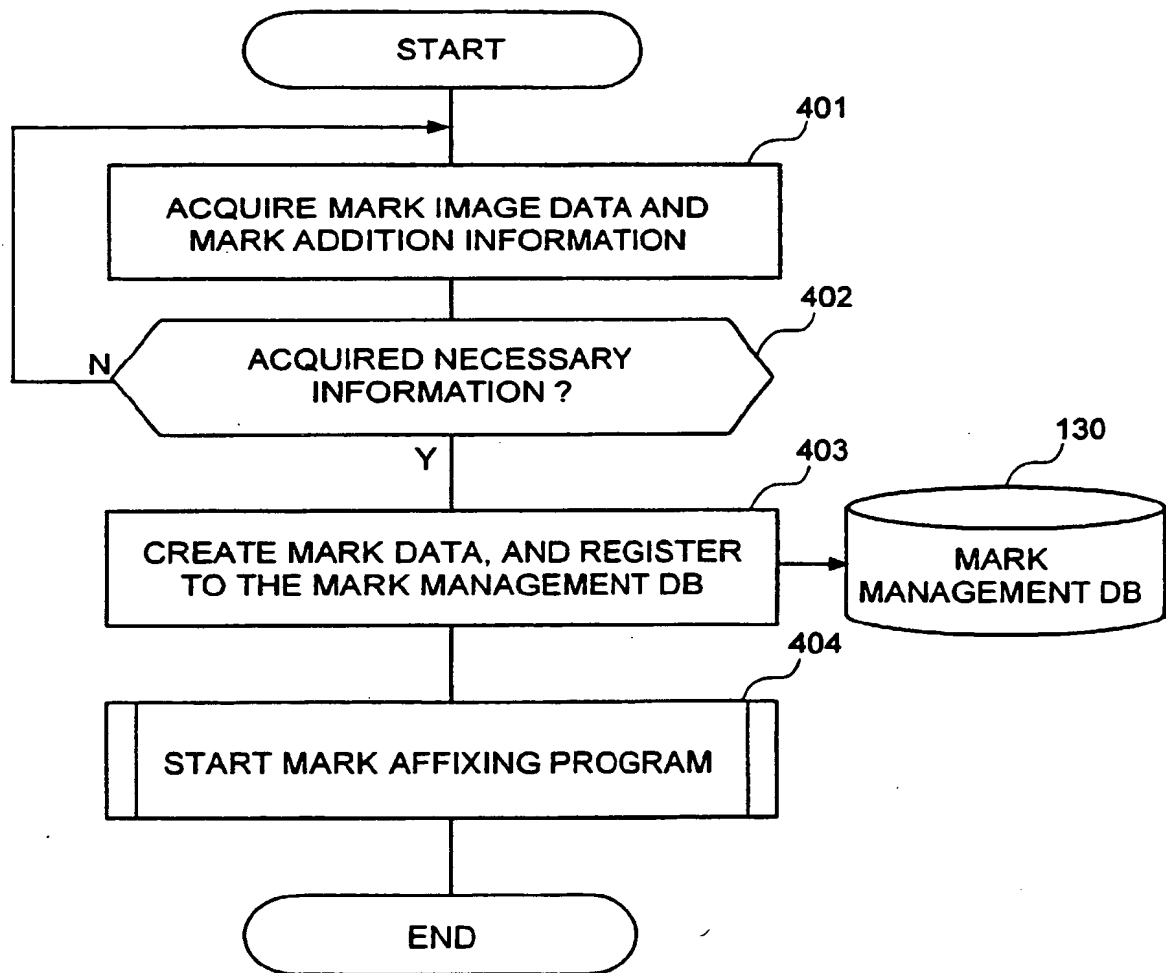 START
401
ACQUIRE MARK IMAGE DATA AND
MARK ADDITION INFORMATION
402
N
ACQUIRED NECESSARY
INFORMATION ?
Y
403
130
CREATE MARK DATA, AND REGISTER
TO THE MARK MANAGEMENT DB
MARK
MANAGEMENT DB
404
START MARK AFFIXING PROGRAM
END